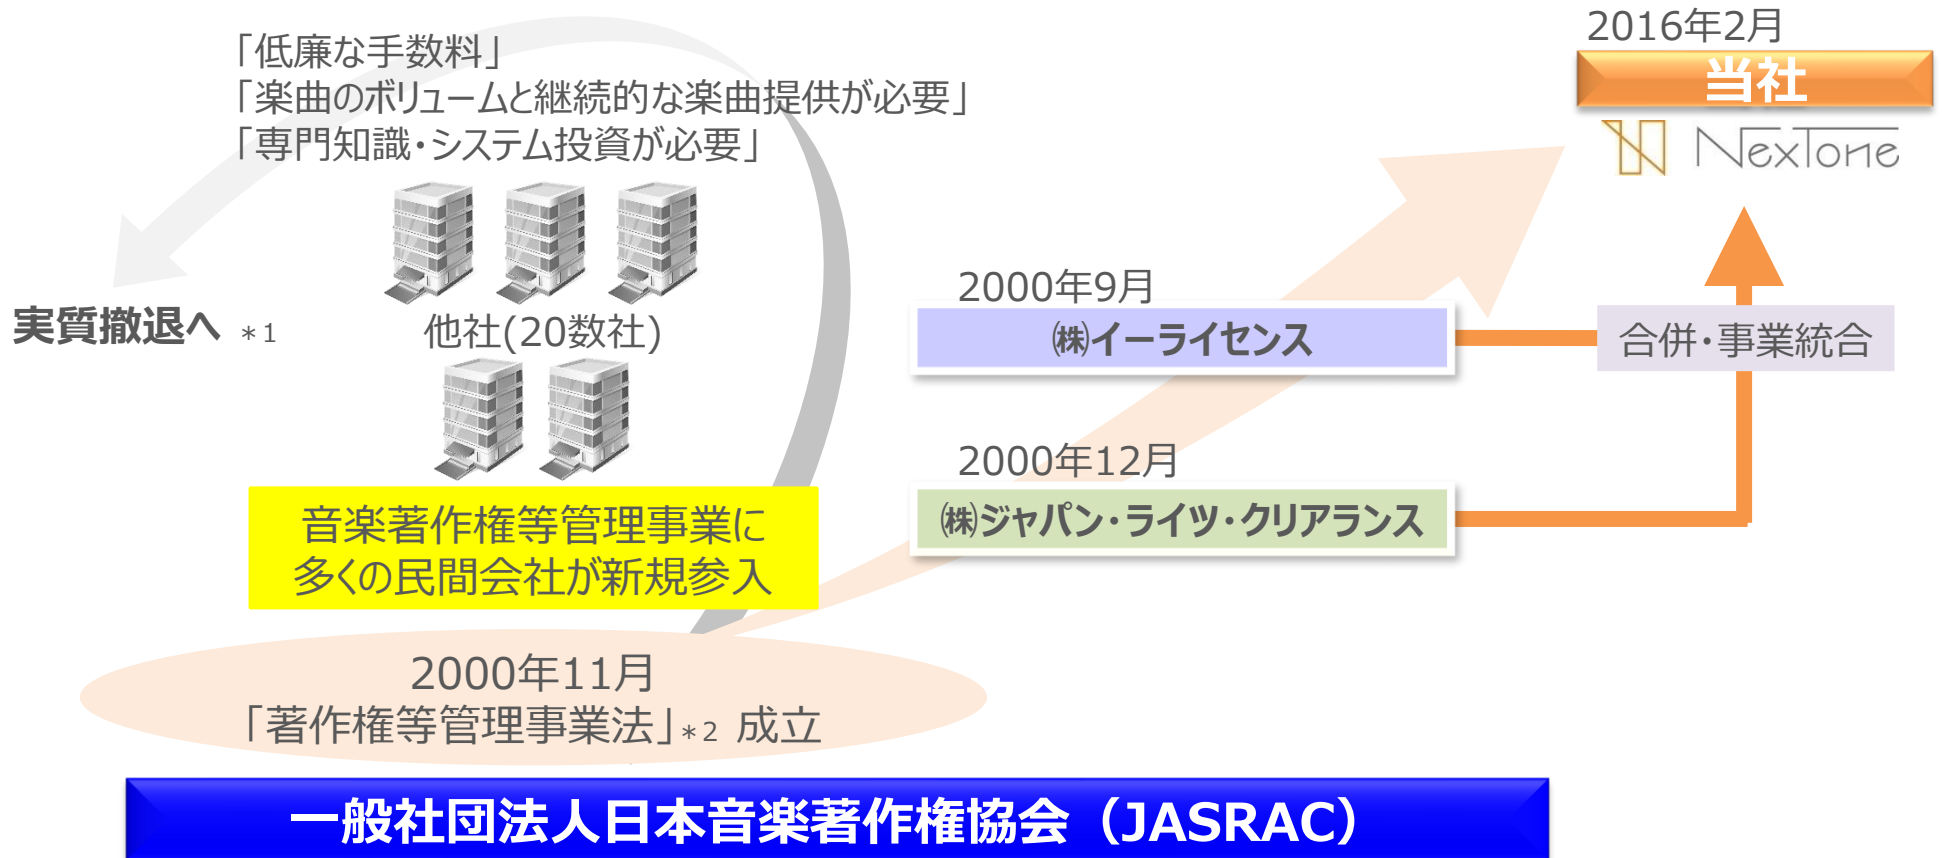 「低廉な手数料」
「楽曲のボリュームと継続的な楽曲提供が必要」
「専門知識・システム投資が必要」
実質撤退へ ＊1
他社(20数社)
音楽著作権等管理事業に
多くの民間会社が新規参入
2000年11月
「著作権等管理事業法」＊2 成立
一般社団法人日本音楽著作権協会（JASRAC）
2000年9月
㈱イーライセンス
2000年12月
㈱ジャパン・ライツ・クリアランス
合併・事業統合
2016年2月
当社
NexTone